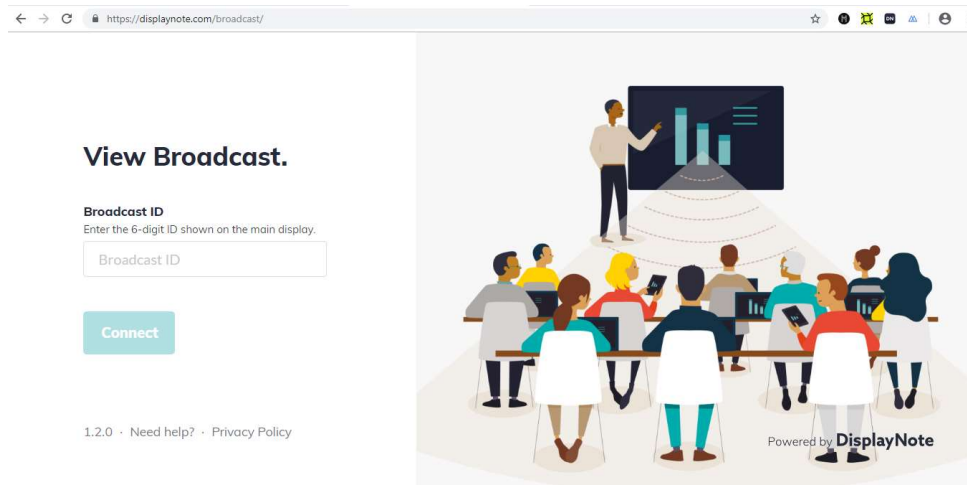 https://displaynote.com/broadcast/
View Broadcast.
Broadcast ID
Enter the 6-digit ID shown on the main display.
Broadcast ID
Connect
1.2.0 · Need help? · Privacy Policy
Powered by DisplayNote